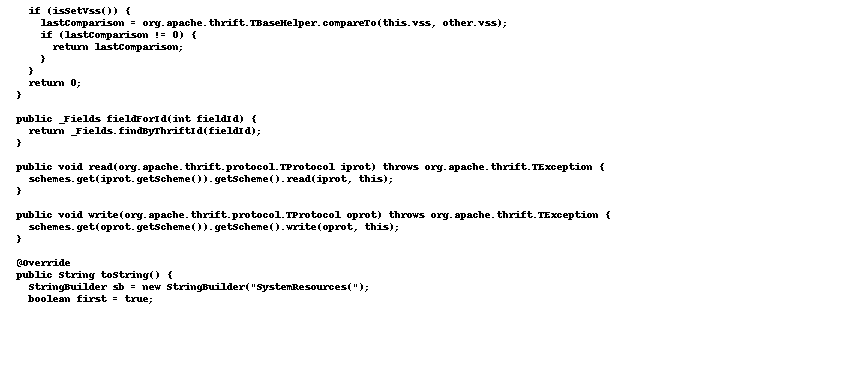 if (isSetVss()) {
      lastComparison = org.apache.thrift.TBaseHelper.compareTo(this.vss, other.vss);
      if (lastComparison != 0) {
        return lastComparison;
      }
    }
    return 0;
  }

  public _Fields fieldForId(int fieldId) {
    return _Fields.findByThriftId(fieldId);
  }

  public void read(org.apache.thrift.protocol.TProtocol iprot) throws org.apache.thrift.TException {
    schemes.get(iprot.getScheme()).getScheme().read(iprot, this);
  }

  public void write(org.apache.thrift.protocol.TProtocol oprot) throws org.apache.thrift.TException {
    schemes.get(oprot.getScheme()).getScheme().write(oprot, this);
  }

  @Override
  public String toString() {
    StringBuilder sb = new StringBuilder("SystemResources(");
    boolean first = true;